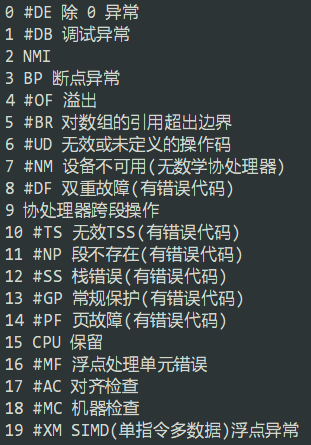 0 #DE 除 0 异常
1 #DB 调试异常
2 NMI
3 BP 断点异常
4 #OF 溢出
5 #BR 对数组的引用超出边界
6 #UD 无效或未定义的操作码
7 #NM 设备不可用(无数学协处理器)
8 #DF 双重故障(有错误代码)
9 协处理器跨段操作
10 #TS 无效TSS(有错误代码)
11 #NP 段不存在(有错误代码)
12 #SS 栈错误(有错误代码)
13 #GP 常规保护(有错误代码)
14 #PF 页故障(有错误代码)
15 CPU 保留
16 #MF 浮点处理单元错误
17 #AC 对齐检查
18 #MC 机器检查
19 #XM SIMD(单指令多数据)浮点异常